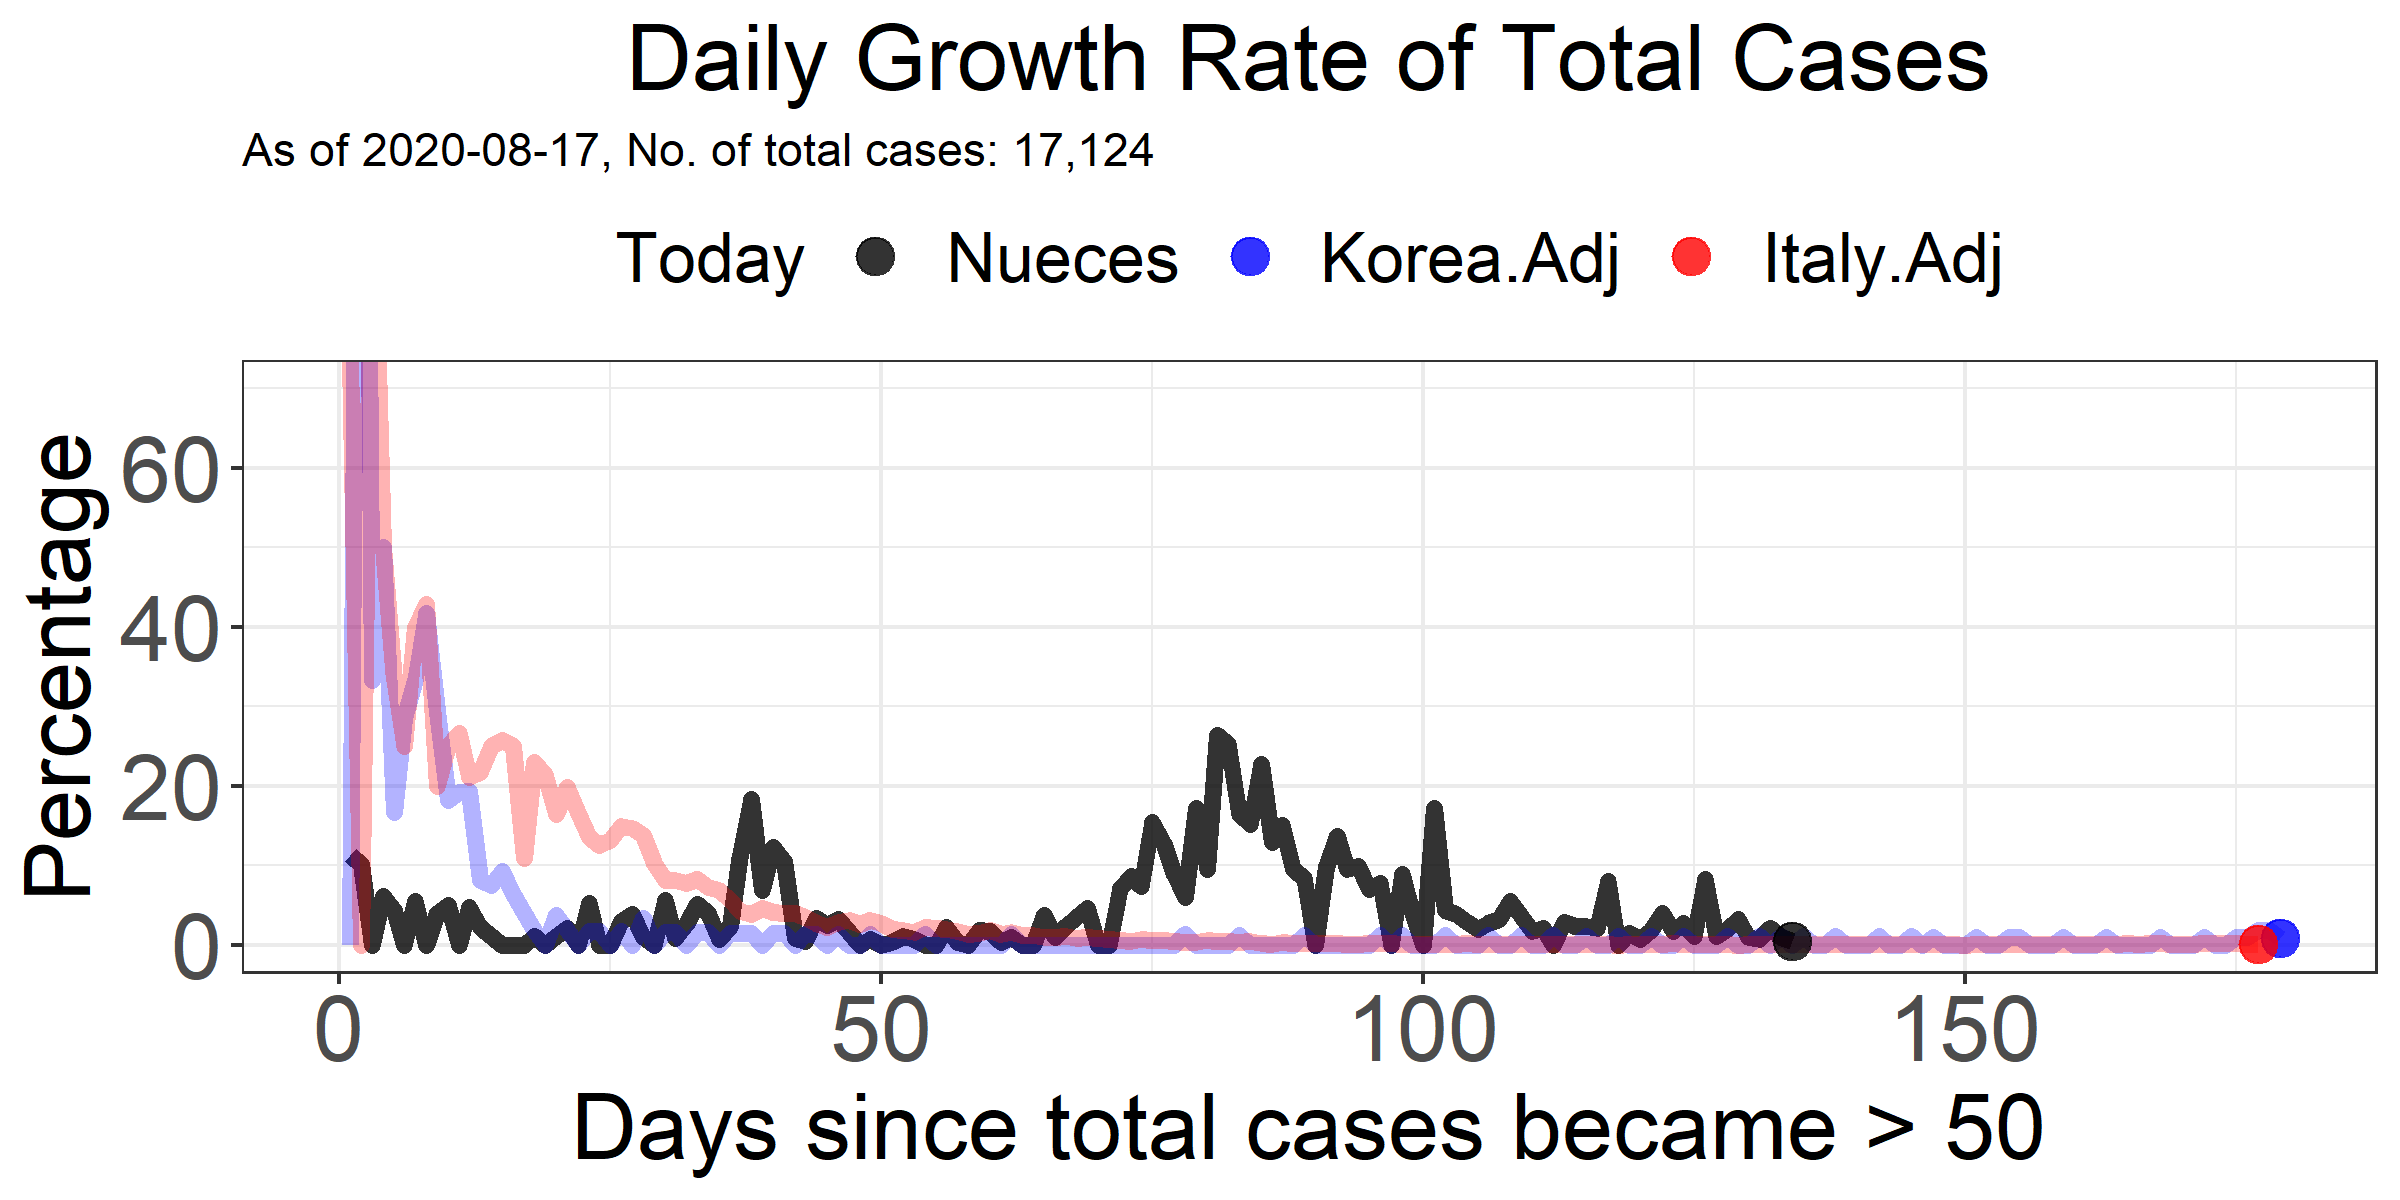 Daily Growth Rate of Total Cases
As of 2020-08-17, No. of total cases: 17,124
Today Nueces Korea.Adj Italy.Adj
Percentage
60
40
20
0
0 50 100 150
Days since total cases became > 50